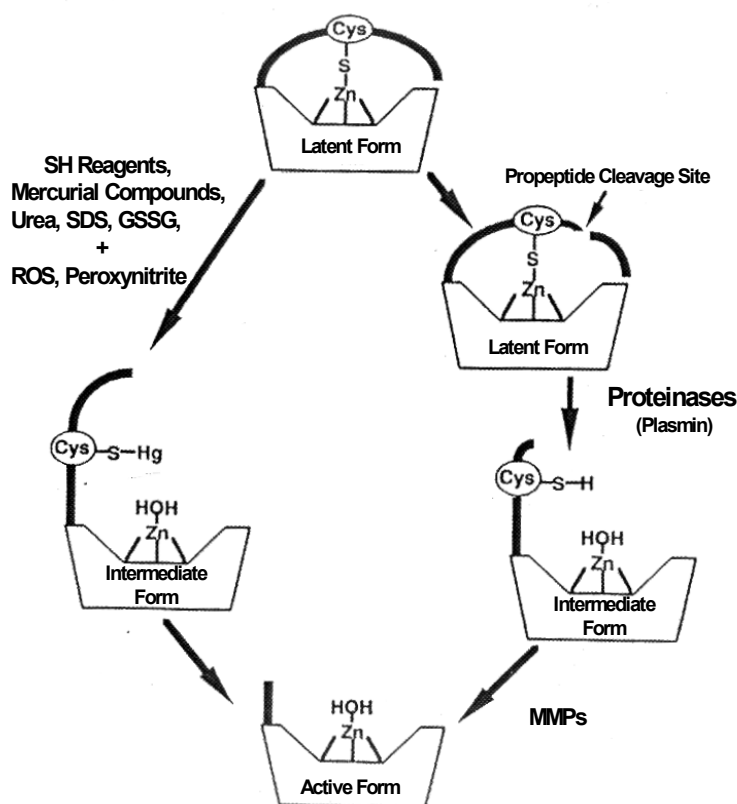 Cys
S
Zn
Latent Form
SH Reagents,
Mercurial Compounds,
Urea, SDS, GSSG,
+
ROS, Peroxynitrite
Propeptide Cleavage Site
Cys
S
Zn
Latent Form
Proteinases
(Plasmin)
Cys-S-Hg
HOH
Zn
Intermediate
Form
Cys-S-H
HOH
Zn
Intermediate
Form
MMPs
HOH
Zn
Active Form